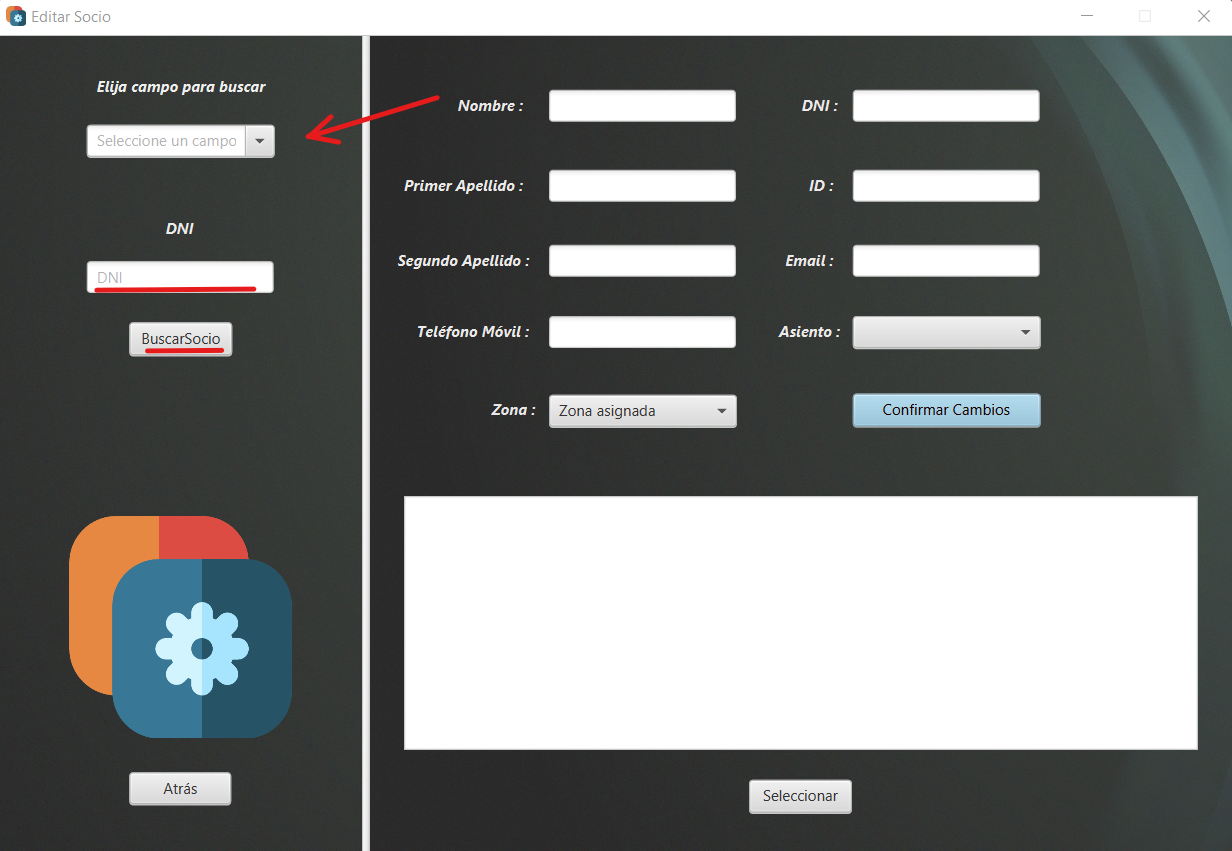 Editar Socio
Elija campo para buscar
Seleccione un campo
DNI
DNI
BuscarSocio
Atrás
Nombre :
DNI :
Primer Apellido :
ID :
Segundo Apellido :
Email :
Teléfono Móvil :
Asiento :
Zona :
Zona asignada
Confirmar Cambios
Seleccionar